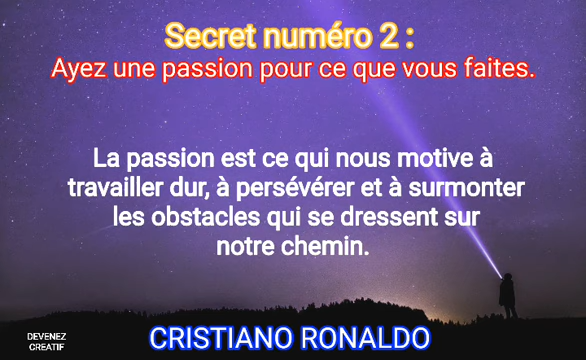 Secret numéro 2 :
Ayez une passion pour ce que vous faites.
La passion est ce qui nous motive à
travailler dur, à persévérer et à surmonter
les obstacles qui se dressent sur
notre chemin.
DEVENEZ
CREATIF
CRISTIANO RONALDO